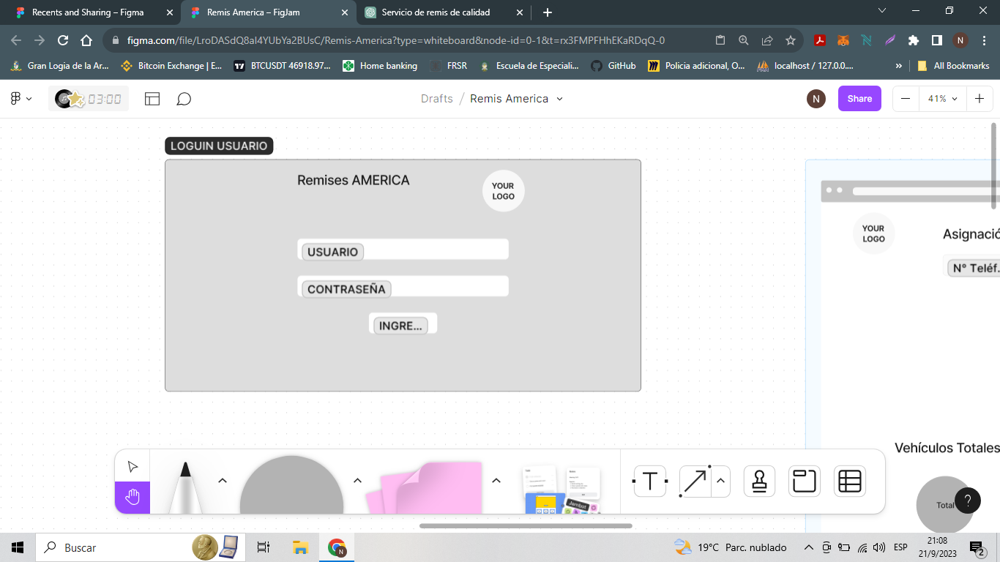 Recents and Sharing – Figma
Remis America – FigJam
Servicio de remis de calidad
figma.com/file/LroDASdQ8al4YUbYa2BUsC/Remis-America?type=whiteboard&node-id=0-1&t=rx3FMPFHhEKaRDqQ-0
N
Gran Logia de la Ar...
Bitcoin Exchange | E...
BTCUSDT 46918.97...
Home banking
FRSR
Escuela de Especiali...
GitHub
Policia adicional, O...
localhost / 127.0.0....
»
All Bookmarks
03:00
Drafts / Remis America
N
Share
41%
LOGUIN USUARIO
Remises AMERICA
YOUR
LOGO
USUARIO
CONTRASEÑA
INGRE...
YOUR
LOGO
Asignació
N° Teléf.
Vehículos Totales
Total
?
T
Buscar
N
19°C Parc. nublado
ESP
21:08
21/9/2023
2